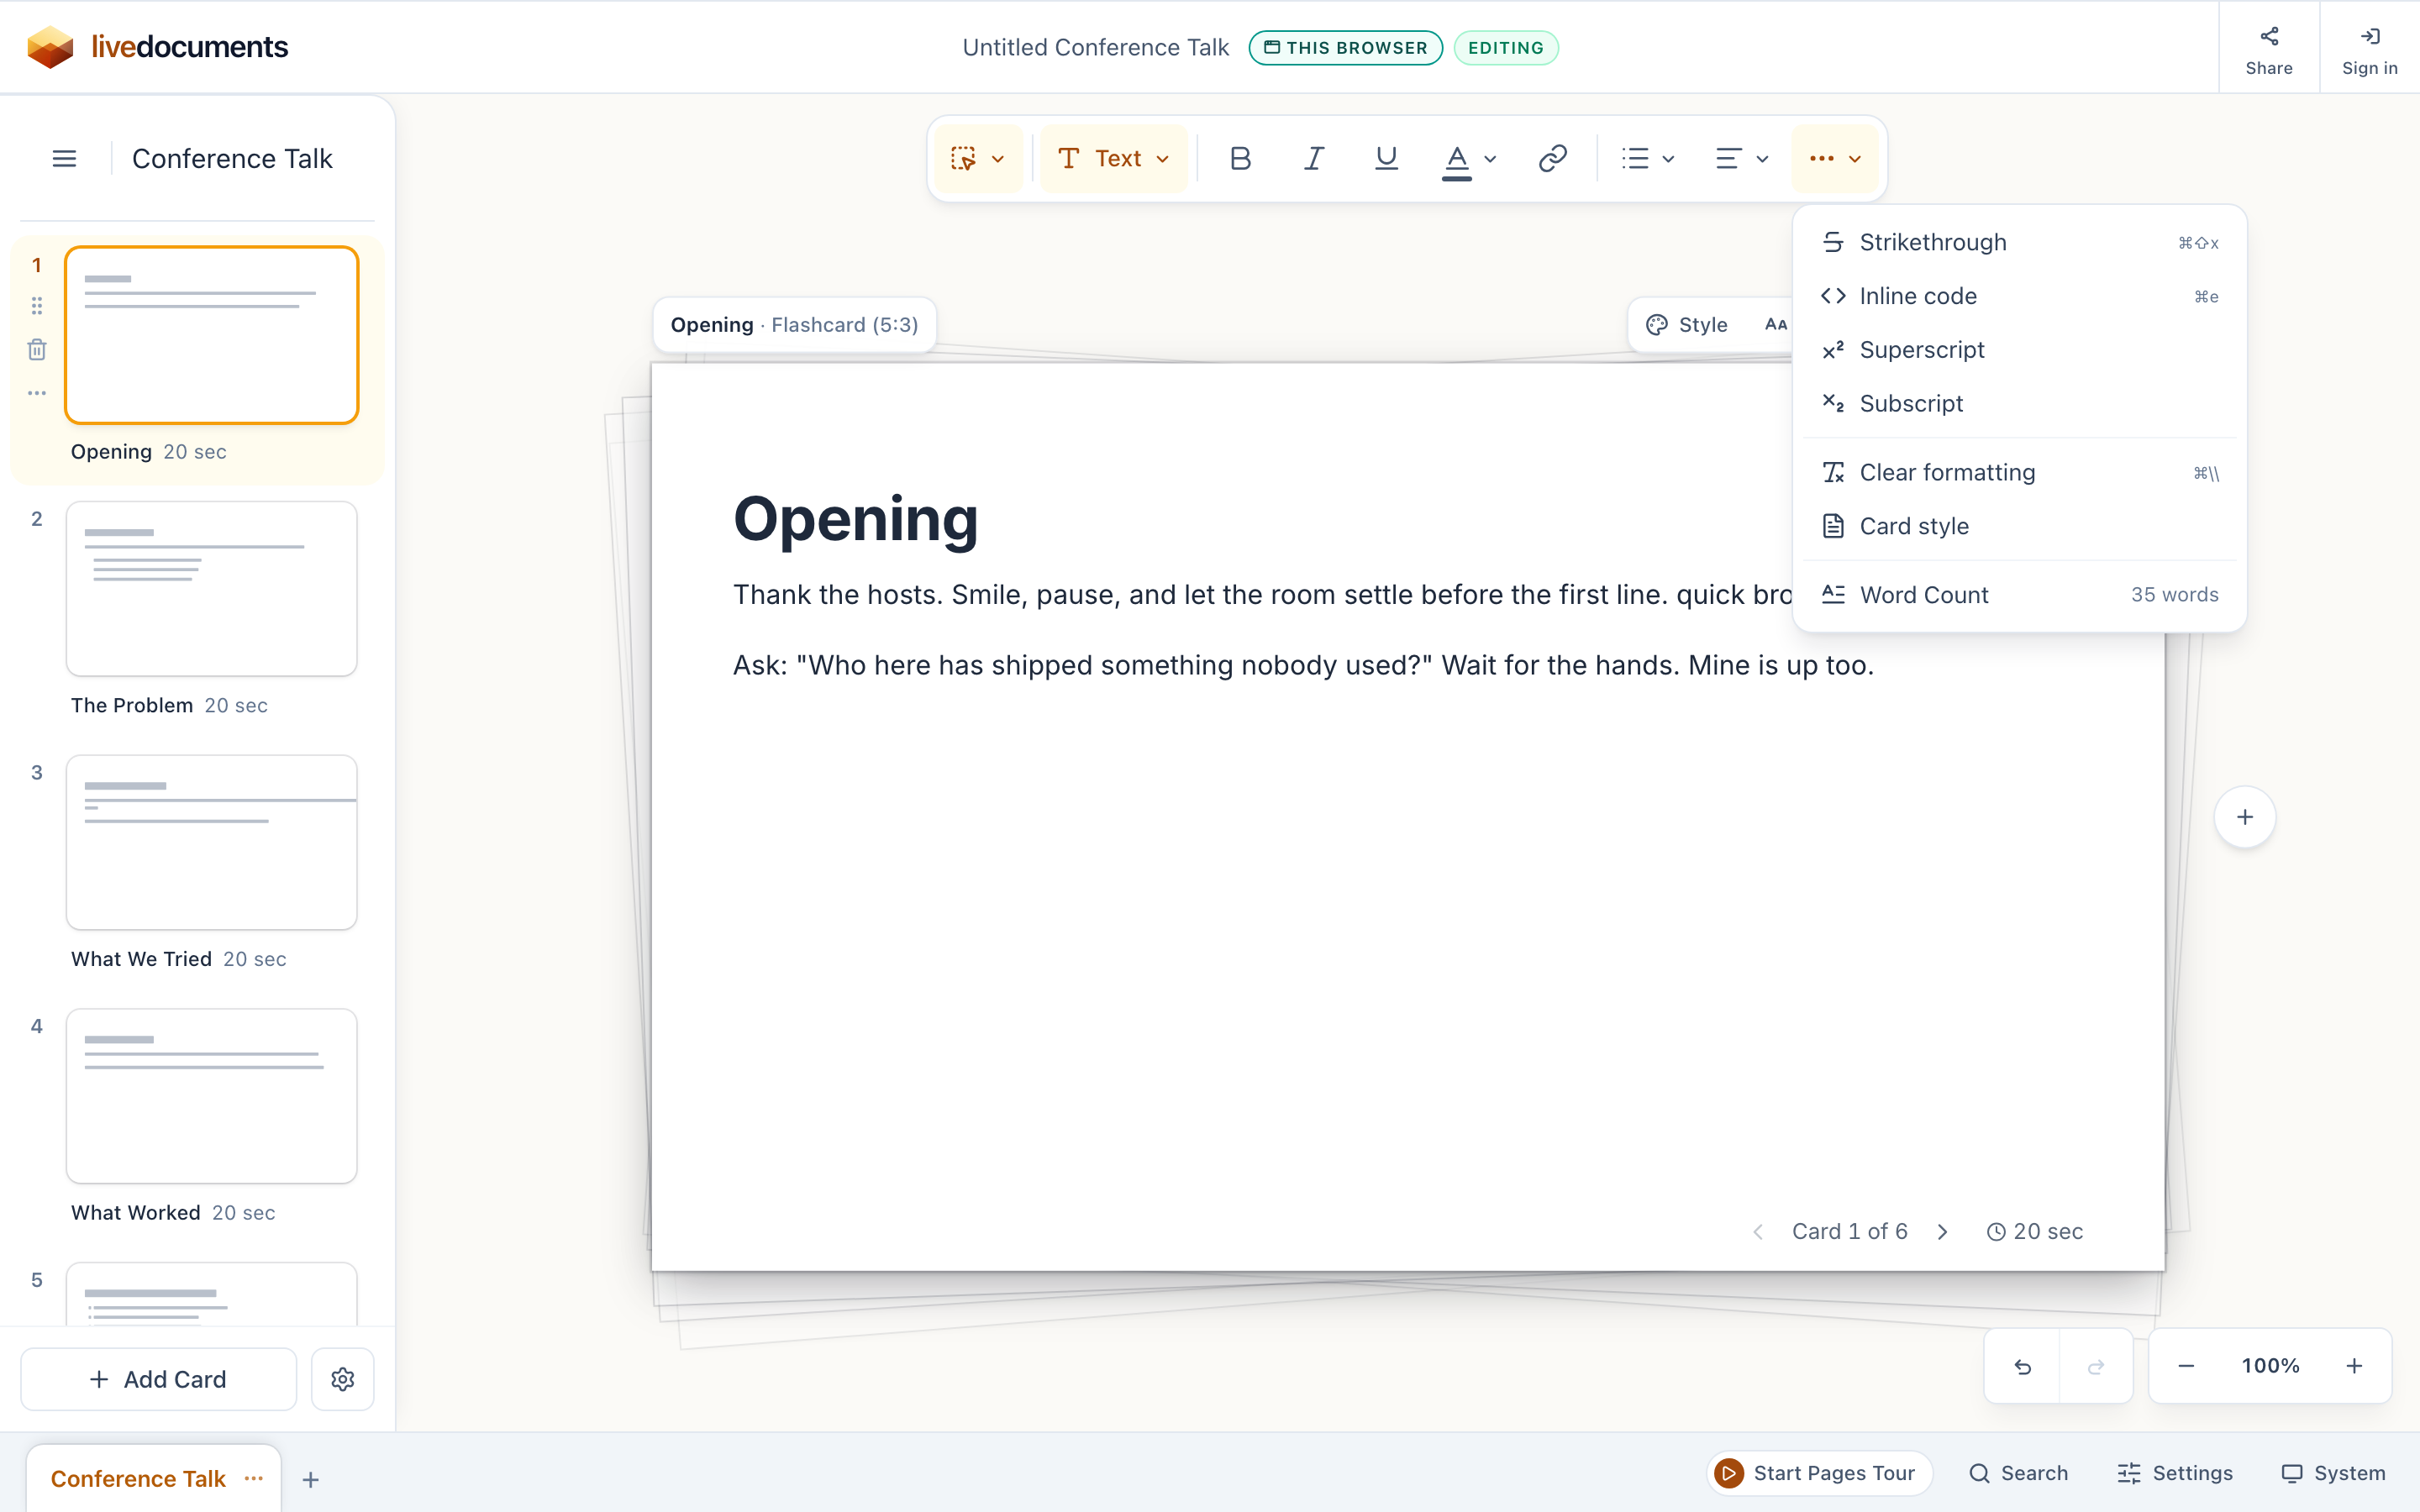 livedocuments
Untitled Conference Talk
THIS BROWSER
EDITING
Share
Sign in
Conference Talk
Text
Strikethrough ⌘⇧x
Inline code ⌘e
Superscript
Subscript
Clear formatting ⌘\\
Card style
Word Count 35 words
1
Opening 20 sec
2
The Problem 20 sec
3
What We Tried 20 sec
4
What Worked 20 sec
5
Add Card
Opening · Flashcard (5:3)
Style
AA
Opening
Thank the hosts. Smile, pause, and let the room settle before the first line. quick
Ask: "Who here has shipped something nobody used?" Wait for the hands. Mine is up too.
Card 1 of 6
20 sec
100%
Conference Talk
Start Pages Tour
Search
Settings
System